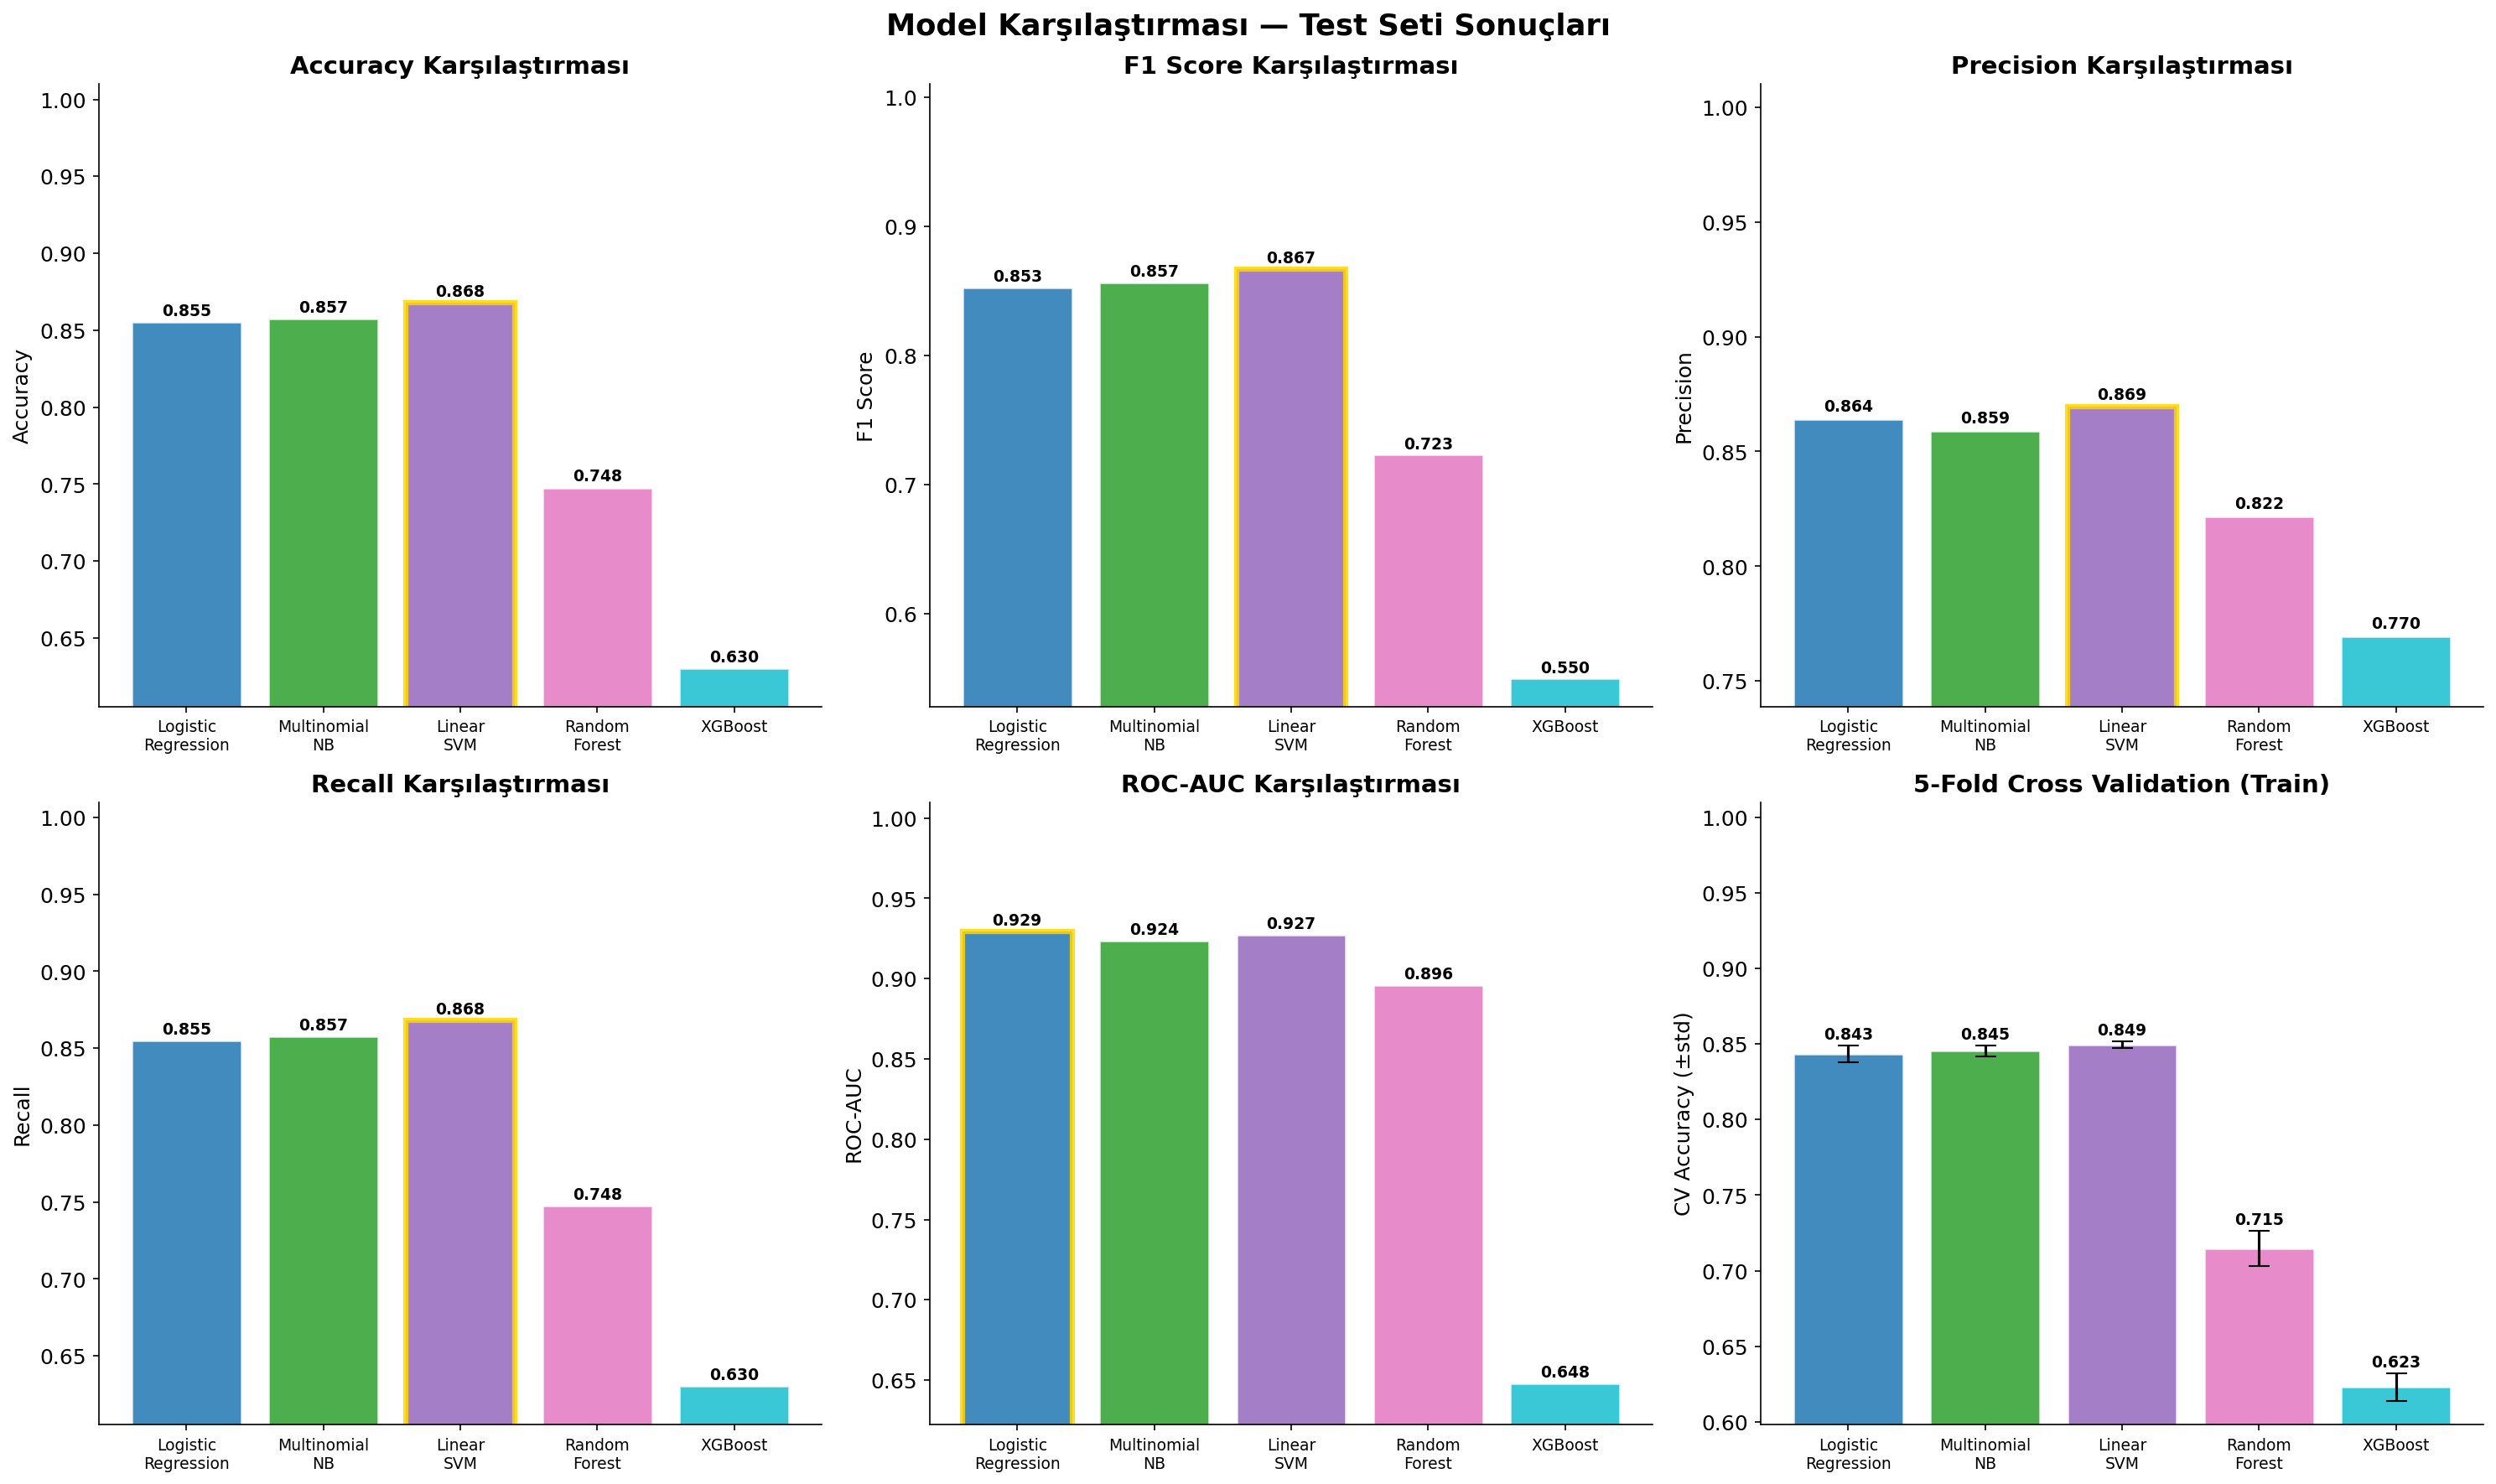 Model Karşılaştırması — Test Seti Sonuçları
Accuracy Karşılaştırması
Accuracy
1.00
0.95
0.90
0.85
0.80
0.75
0.70
0.65
0.855
0.857
0.868
0.748
0.630
Logistic
Regression
Multinomial
NB
Linear
SVM
Random
Forest
XGBoost
F1 Score Karşılaştırması
F1 Score
1.0
0.9
0.8
0.7
0.6
0.853
0.857
0.867
0.723
0.550
Logistic
Regression
Multinomial
NB
Linear
SVM
Random
Forest
XGBoost
Precision Karşılaştırması
Precision
1.00
0.95
0.90
0.85
0.80
0.75
0.864
0.859
0.869
0.822
0.770
Logistic
Regression
Multinomial
NB
Linear
SVM
Random
Forest
XGBoost
Recall Karşılaştırması
Recall
1.00
0.95
0.90
0.85
0.80
0.75
0.70
0.65
0.855
0.857
0.868
0.748
0.630
Logistic
Regression
Multinomial
NB
Linear
SVM
Random
Forest
XGBoost
ROC-AUC Karşılaştırması
ROC-AUC
1.00
0.95
0.90
0.85
0.80
0.75
0.70
0.65
0.929
0.924
0.927
0.896
0.648
Logistic
Regression
Multinomial
NB
Linear
SVM
Random
Forest
XGBoost
5-Fold Cross Validation (Train)
CV Accuracy (±std)
1.00
0.95
0.90
0.85
0.80
0.75
0.70
0.65
0.60
0.843
0.845
0.849
0.715
0.623
Logistic
Regression
Multinomial
NB
Linear
SVM
Random
Forest
XGBoost